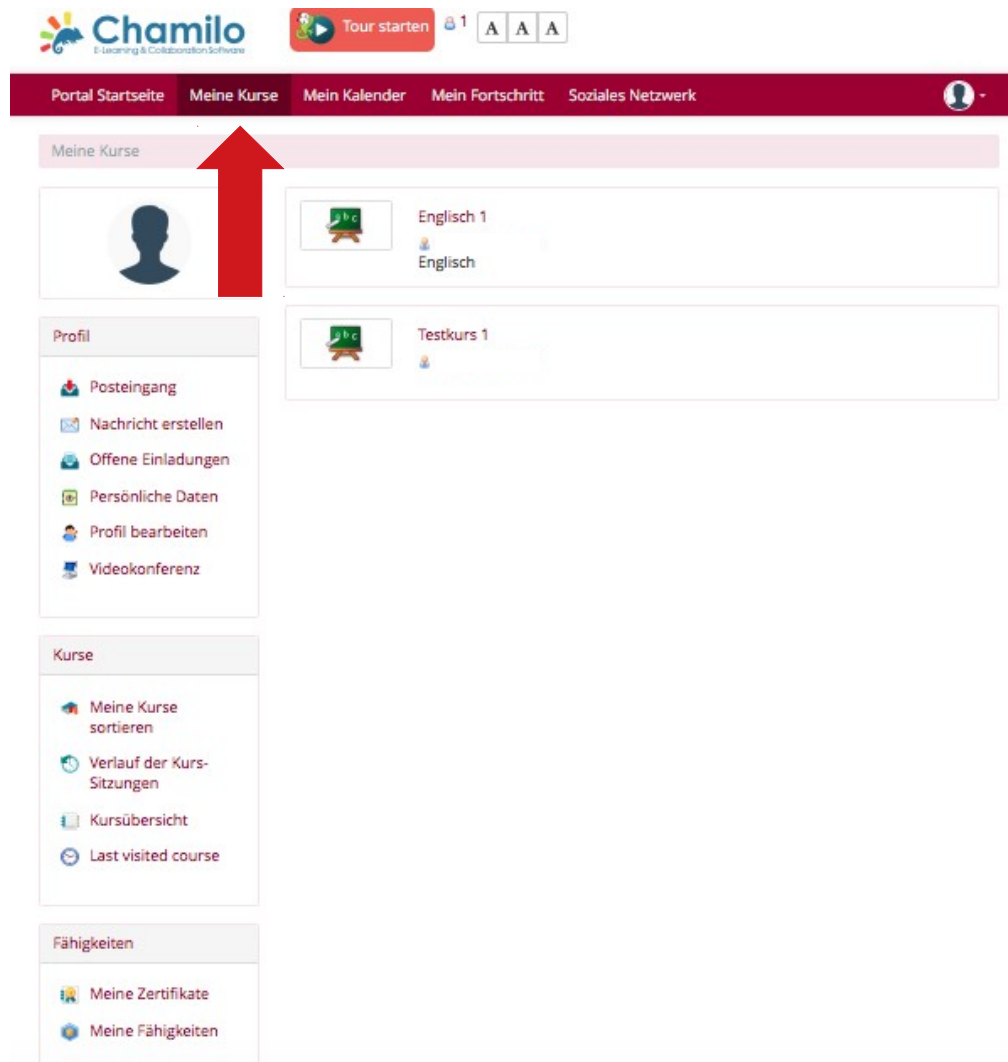 Chamilo
E-Learning & Collaboration Software
Tour starten
1
A A A
Portal Startseite Meine Kurse Mein Kalender Mein Fortschritt Soziales Netzwerk
Meine Kurse
Englisch 1
Englisch
Testkurs 1
Profil
Posteingang
Nachricht erstellen
Offene Einladungen
Persönliche Daten
Profil bearbeiten
Videokonferenz
Kurse
Meine Kurse
sortieren
Verlauf der Kurs-
Sitzungen
Kursübersicht
Last visited course
Fähigkeiten
Meine Zertifikate
Meine Fähigkeiten